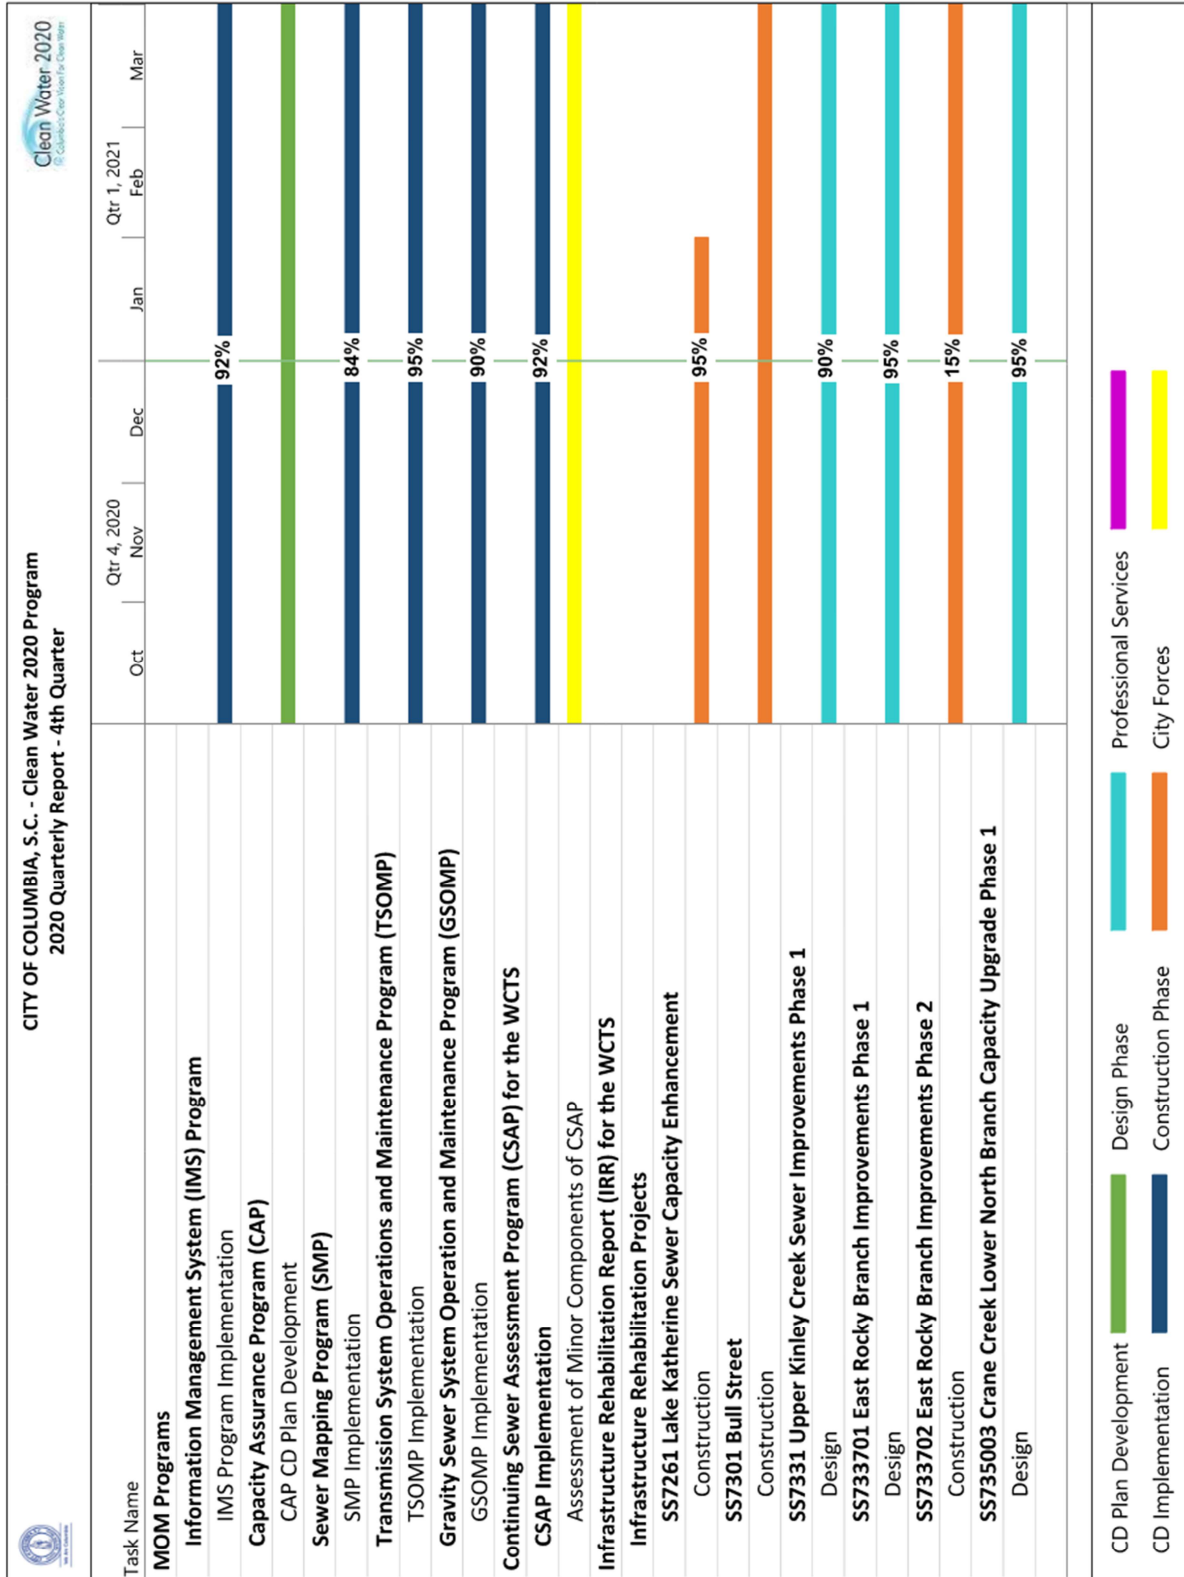 CITY OF COLUMBIA, S.C. - Clean Water 2020 Program
2020 Quarterly Report - 4th Quarter
Clean Water 2020
Columbia's Clear Vision For Clean Water
Task Name
Qtr 4, 2020
Qtr 1, 2021
Oct
Nov
Dec
Jan
Feb
Mar
MOM Programs
Information Management System (IMS) Program
IMS Program Implementation
92%
Capacity Assurance Program (CAP)
CAP CD Plan Development
Sewer Mapping Program (SMP)
SMP Implementation
84%
Transmission System Operations and Maintenance Program (TSOMP)
TSOMP Implementation
95%
Gravity Sewer System Operation and Maintenance Program (GSOMP)
GSOMP Implementation
90%
Continuing Sewer Assessment Program (CSAP) for the WCTS
CSAP Implementation
92%
Assessment of Minor Components of CSAP
Infrastructure Rehabilitation Report (IRR) for the WCTS
Infrastructure Rehabilitation Projects
SS7261 Lake Katherine Sewer Capacity Enhancement
Construction
95%
SS7301 Bull Street
Construction
SS7331 Upper Kinley Creek Sewer Improvements Phase 1
Design
90%
SS733701 East Rocky Branch Improvements Phase 1
Design
95%
SS733702 East Rocky Branch Improvements Phase 2
Construction
15%
SS735003 Crane Creek Lower North Branch Capacity Upgrade Phase 1
Design
95%
CD Plan Development
Design Phase
Professional Services
CD Implementation
Construction Phase
City Forces